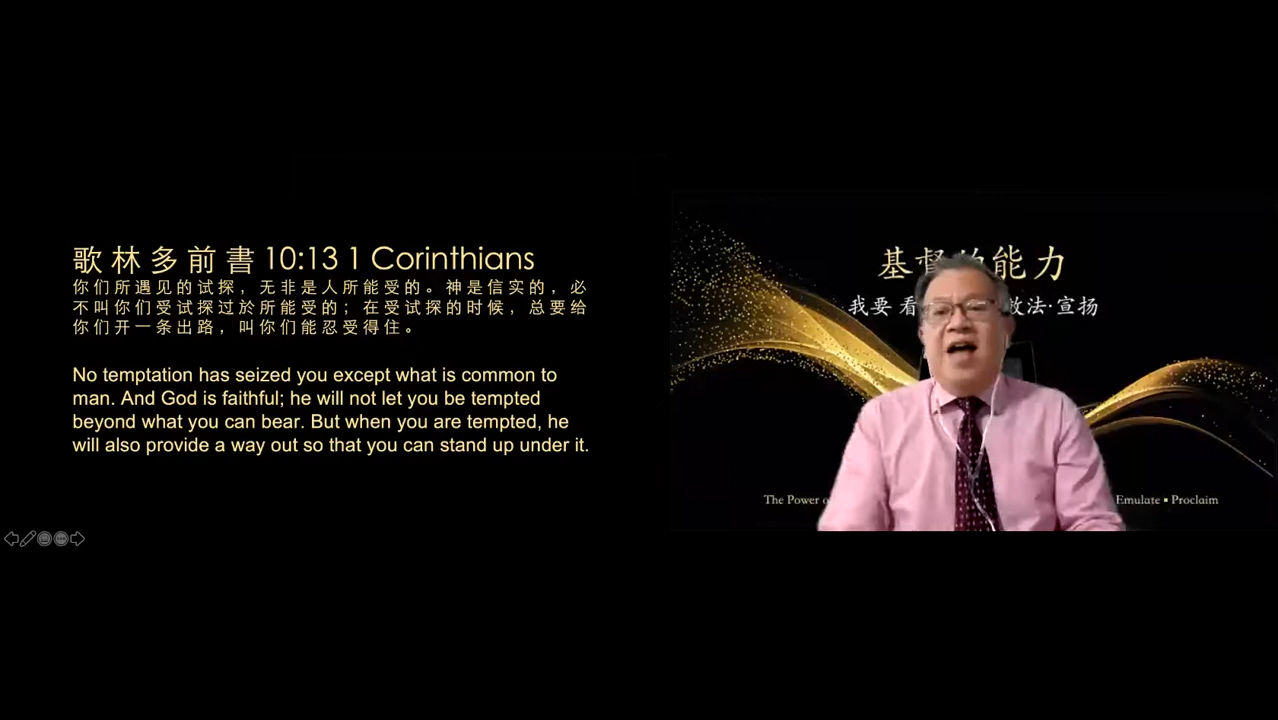 歌林多前書 10:13 1 Corinthians
你们所遇见的试探，无非是人所能受的。神是信实的，必
不叫你们受试探过於所能受的；在受试探的时候，总要给
你们开一条出路，叫你们能忍受得住。
No temptation has seized you except what is common to
man. And God is faithful; he will not let you be tempted
beyond what you can bear. But when you are tempted, he
will also provide a way out so that you can stand up under it.
基督的能力
我要 看 效法·宣扬
The Power Emulate ▪ Proclaim